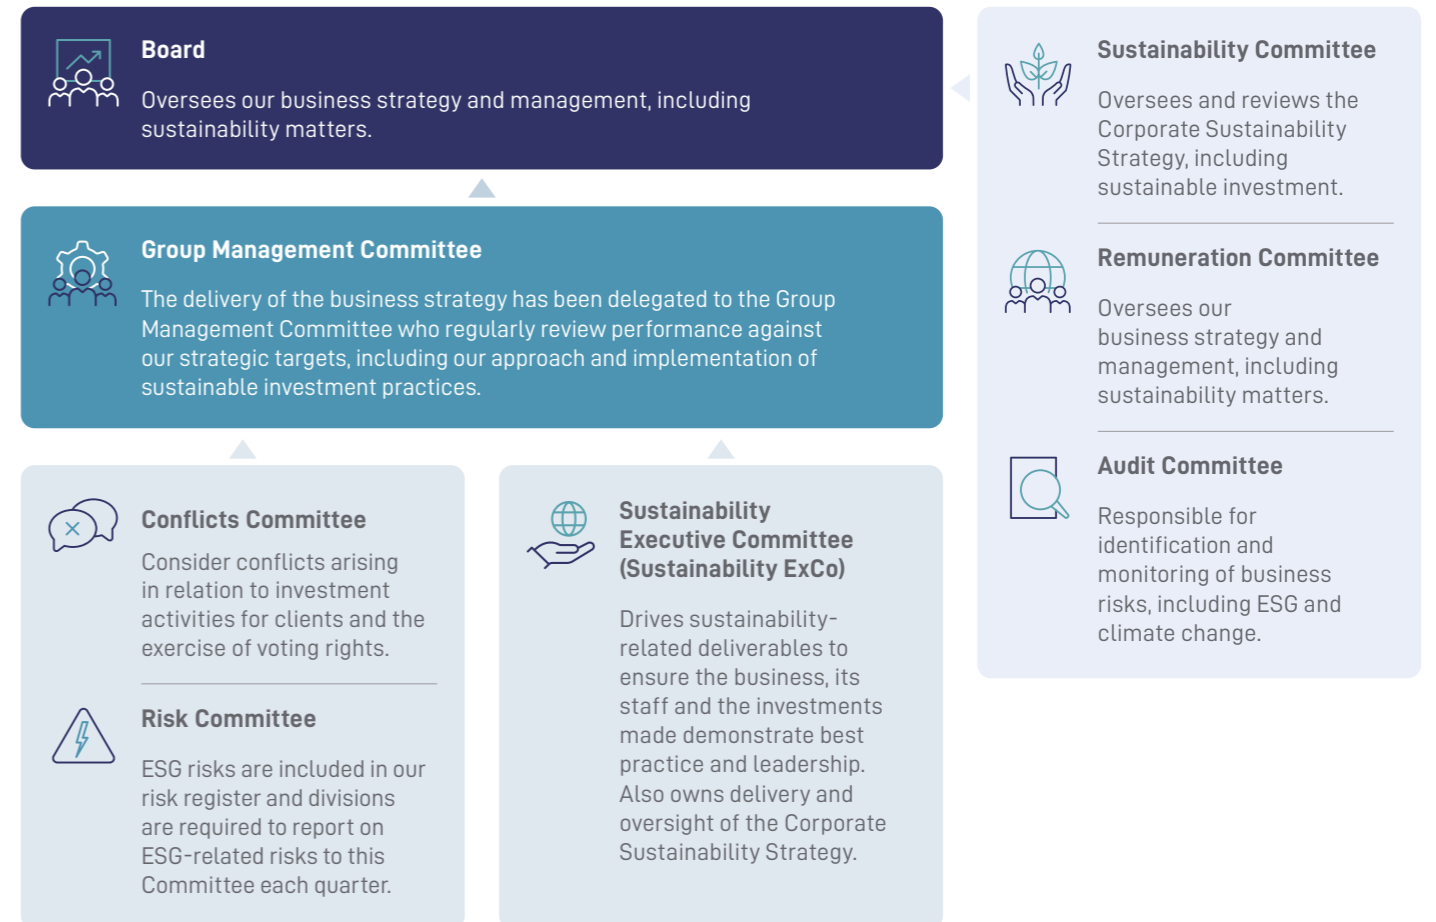 Board
Oversees our business strategy and management, including
sustainability matters.
Group Management Committee
The delivery of the business strategy has been delegated to the Group
Management Committee who regularly review performance against
our strategic targets, including our approach and implementation of
sustainable investment practices.
Conflicts Committee
Consider conflicts arising
in relation to investment
activities for clients and the
exercise of voting rights.
Risk Committee
ESG risks are included in our
risk register and divisions
are required to report on
ESG-related risks to this
Committee each quarter.
Sustainability
Executive Committee
(Sustainability ExCo)
Drives sustainability-
related deliverables to
ensure the business, its
staff and the investments
made demonstrate best
practice and leadership.
Also owns delivery and
oversight of the Corporate
Sustainability Strategy.
Sustainability Committee
Oversees and reviews the
Corporate Sustainability
Strategy, including
sustainable investment.
Remuneration Committee
Oversees our
business strategy and
management, including
sustainability matters.
Audit Committee
Responsible for
identification and
monitoring of business
risks, including ESG and
climate change.